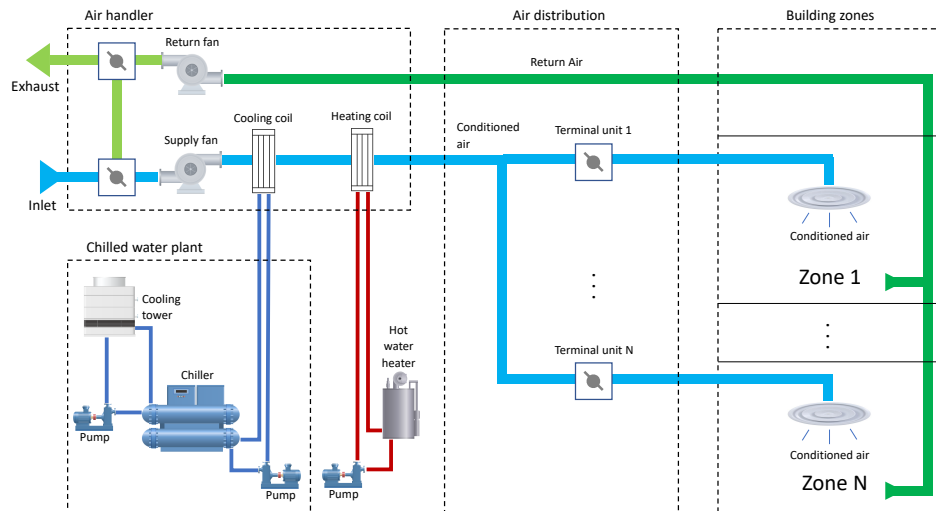 Air handler
Air distribution
Building zones
Return fan
Return Air
Exhaust
Cooling coil
Heating coil
Supply fan
Conditioned
air
Terminal unit 1
Inlet
Conditioned air
Zone 1
Chilled water plant
Cooling
tower
Hot
water
heater
Terminal unit N
Chiller
Pump
Conditioned air
Zone N
Pump
Pump